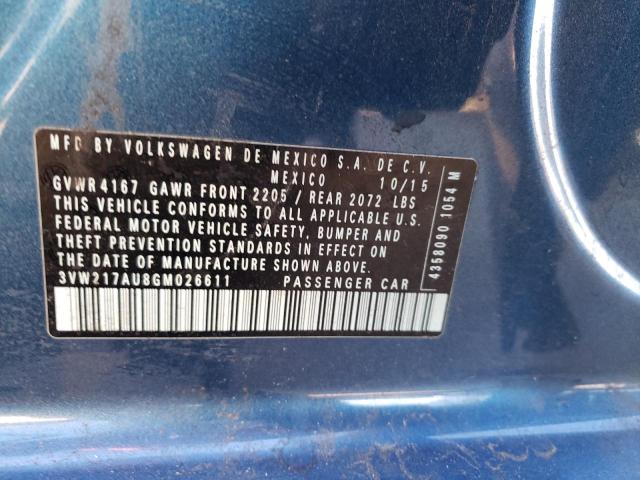 MFD BY VOLKSWAGEN DE MEXICO S.A. DE C.V.
MEXICO 10/15
GVWR 4167 GAWR FRONT 2205 / REAR 2072 LBS
THIS VEHICLE CONFORMS TO ALL APPLICABLE U.S.
FEDERAL MOTOR VEHICLE SAFETY, BUMPER AND
THEFT PREVENTION STANDARDS IN EFFECT ON
THE DATE OF MANUFACTURE SHOWN ABOVE.
3VW217AU8GM026611 PASSENGER CAR
4358090 1054 M